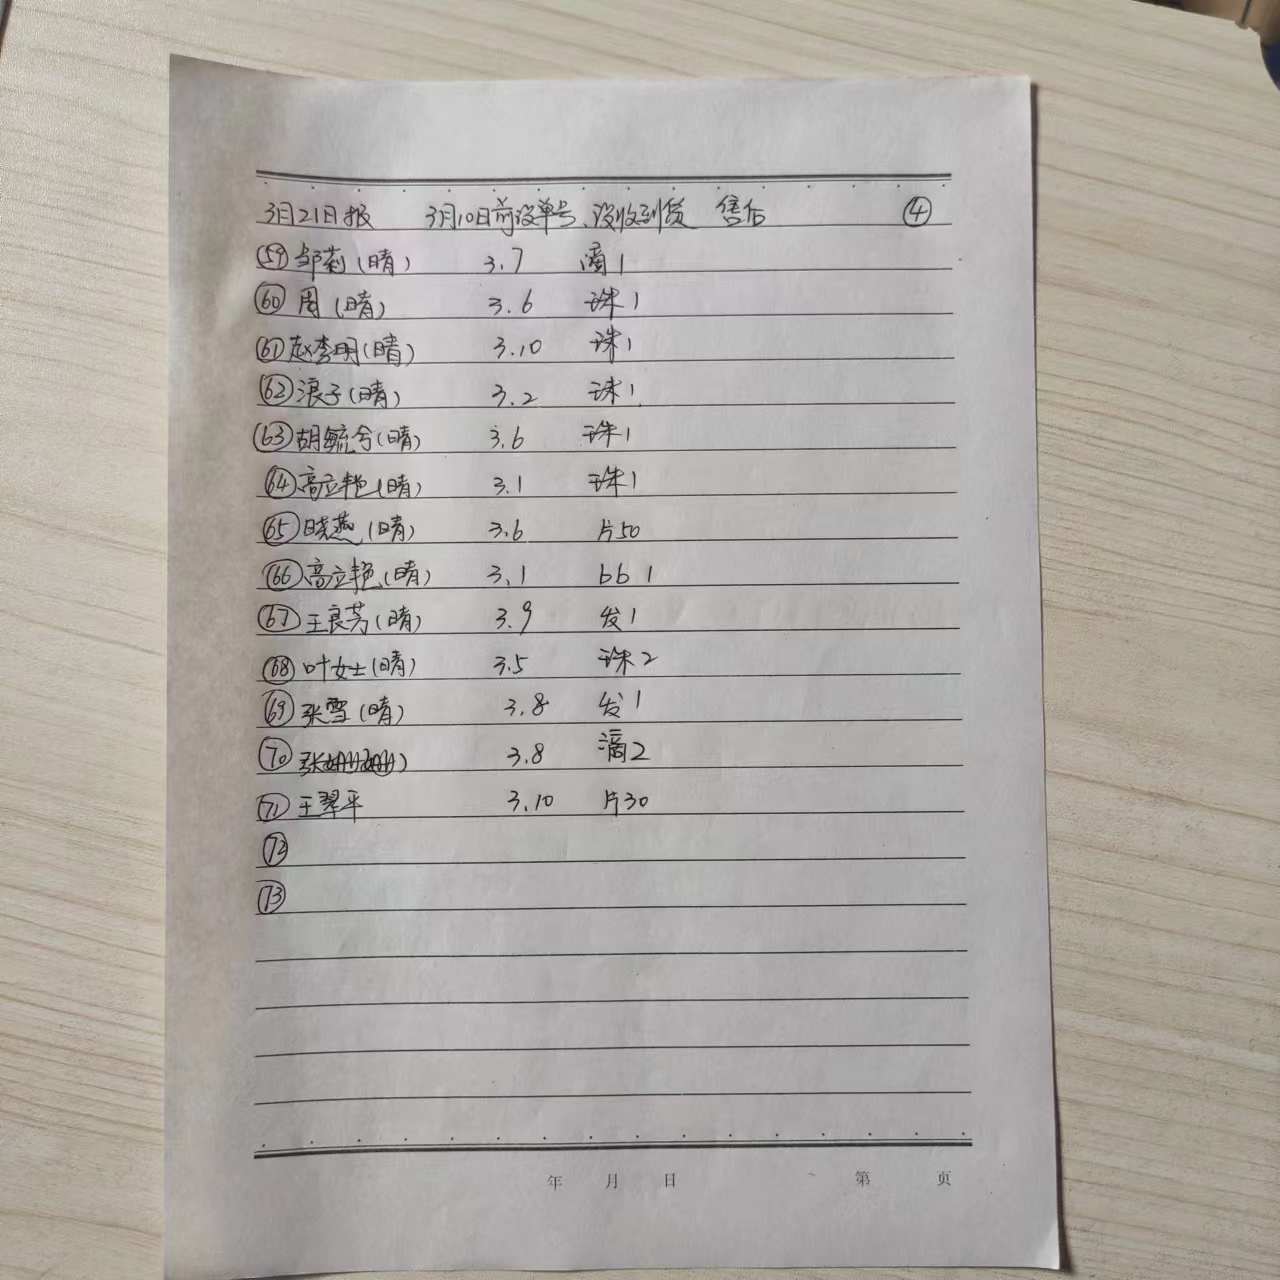 3月21日报 3月10日前没单号、没收到货 售后 ④
59 邹莉(晴) 3.7 滴1
60 周(晴) 3.6 珠1
61 赵李明(晴) 3.10 珠1
62 浪子(晴) 3.2 珠1
63 胡毓兮(晴) 3.6 珠1
64 高立艳(晴) 3.1 珠1
65 晓燕(晴) 3.6 片50
66 高立艳(晴) 3.1 bb 1
67 王良芳(晴) 3.9 发1
68 叶女士(晴) 3.5 珠2
69 张雪(晴) 3.8 发1
70 张姗姗 3.8 滴2
71 王翠平 3.10 片30
72
73
年 月 日 第 页